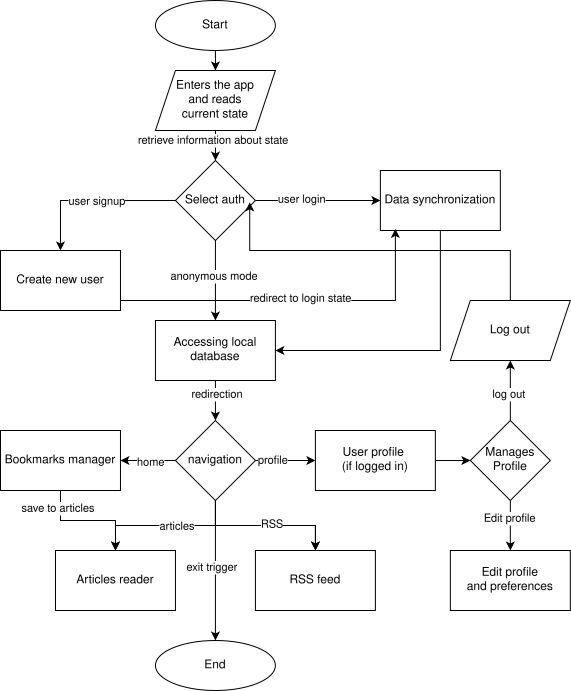 Start
Enters the app
and reads
current state
retrieve information about state
user signup
Select auth
user login
Data synchronization
Create new user
anonymous mode
redirect to login state
Accessing local
database
Log out
redirection
log out
Bookmarks manager
home
navigation
profile
User profile
(if logged in)
Manages
Profile
save to articles
articles
RSS
Edit profile
exit trigger
Articles reader
RSS feed
Edit profile
and preferences
End